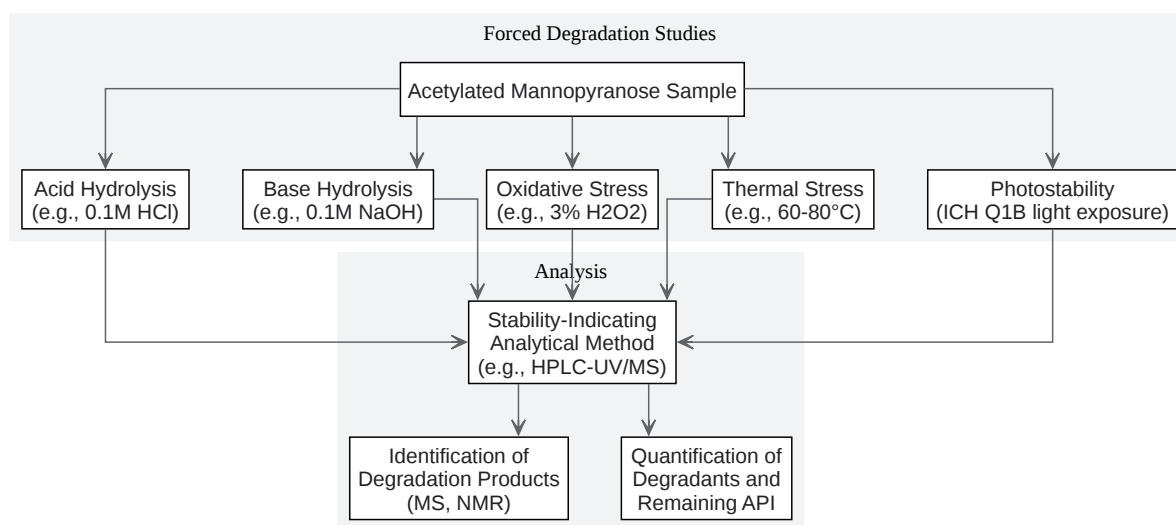 Forced Degradation Studies
Acetylated Mannopyranose Sample
Acid Hydrolysis
(e.g., 0.1M HCl)
Base Hydrolysis
(e.g., 0.1M NaOH)
Oxidative Stress
(e.g., 3% H2O2)
Thermal Stress
(e.g., 60-80°C)
Photostability
(ICH Q1B light exposure)
Analysis
Stability-Indicating
Analytical Method
(e.g., HPLC-UV/MS)
Identification of
Degradation Products
(MS, NMR)
Quantification of
Degradants and
Remaining API